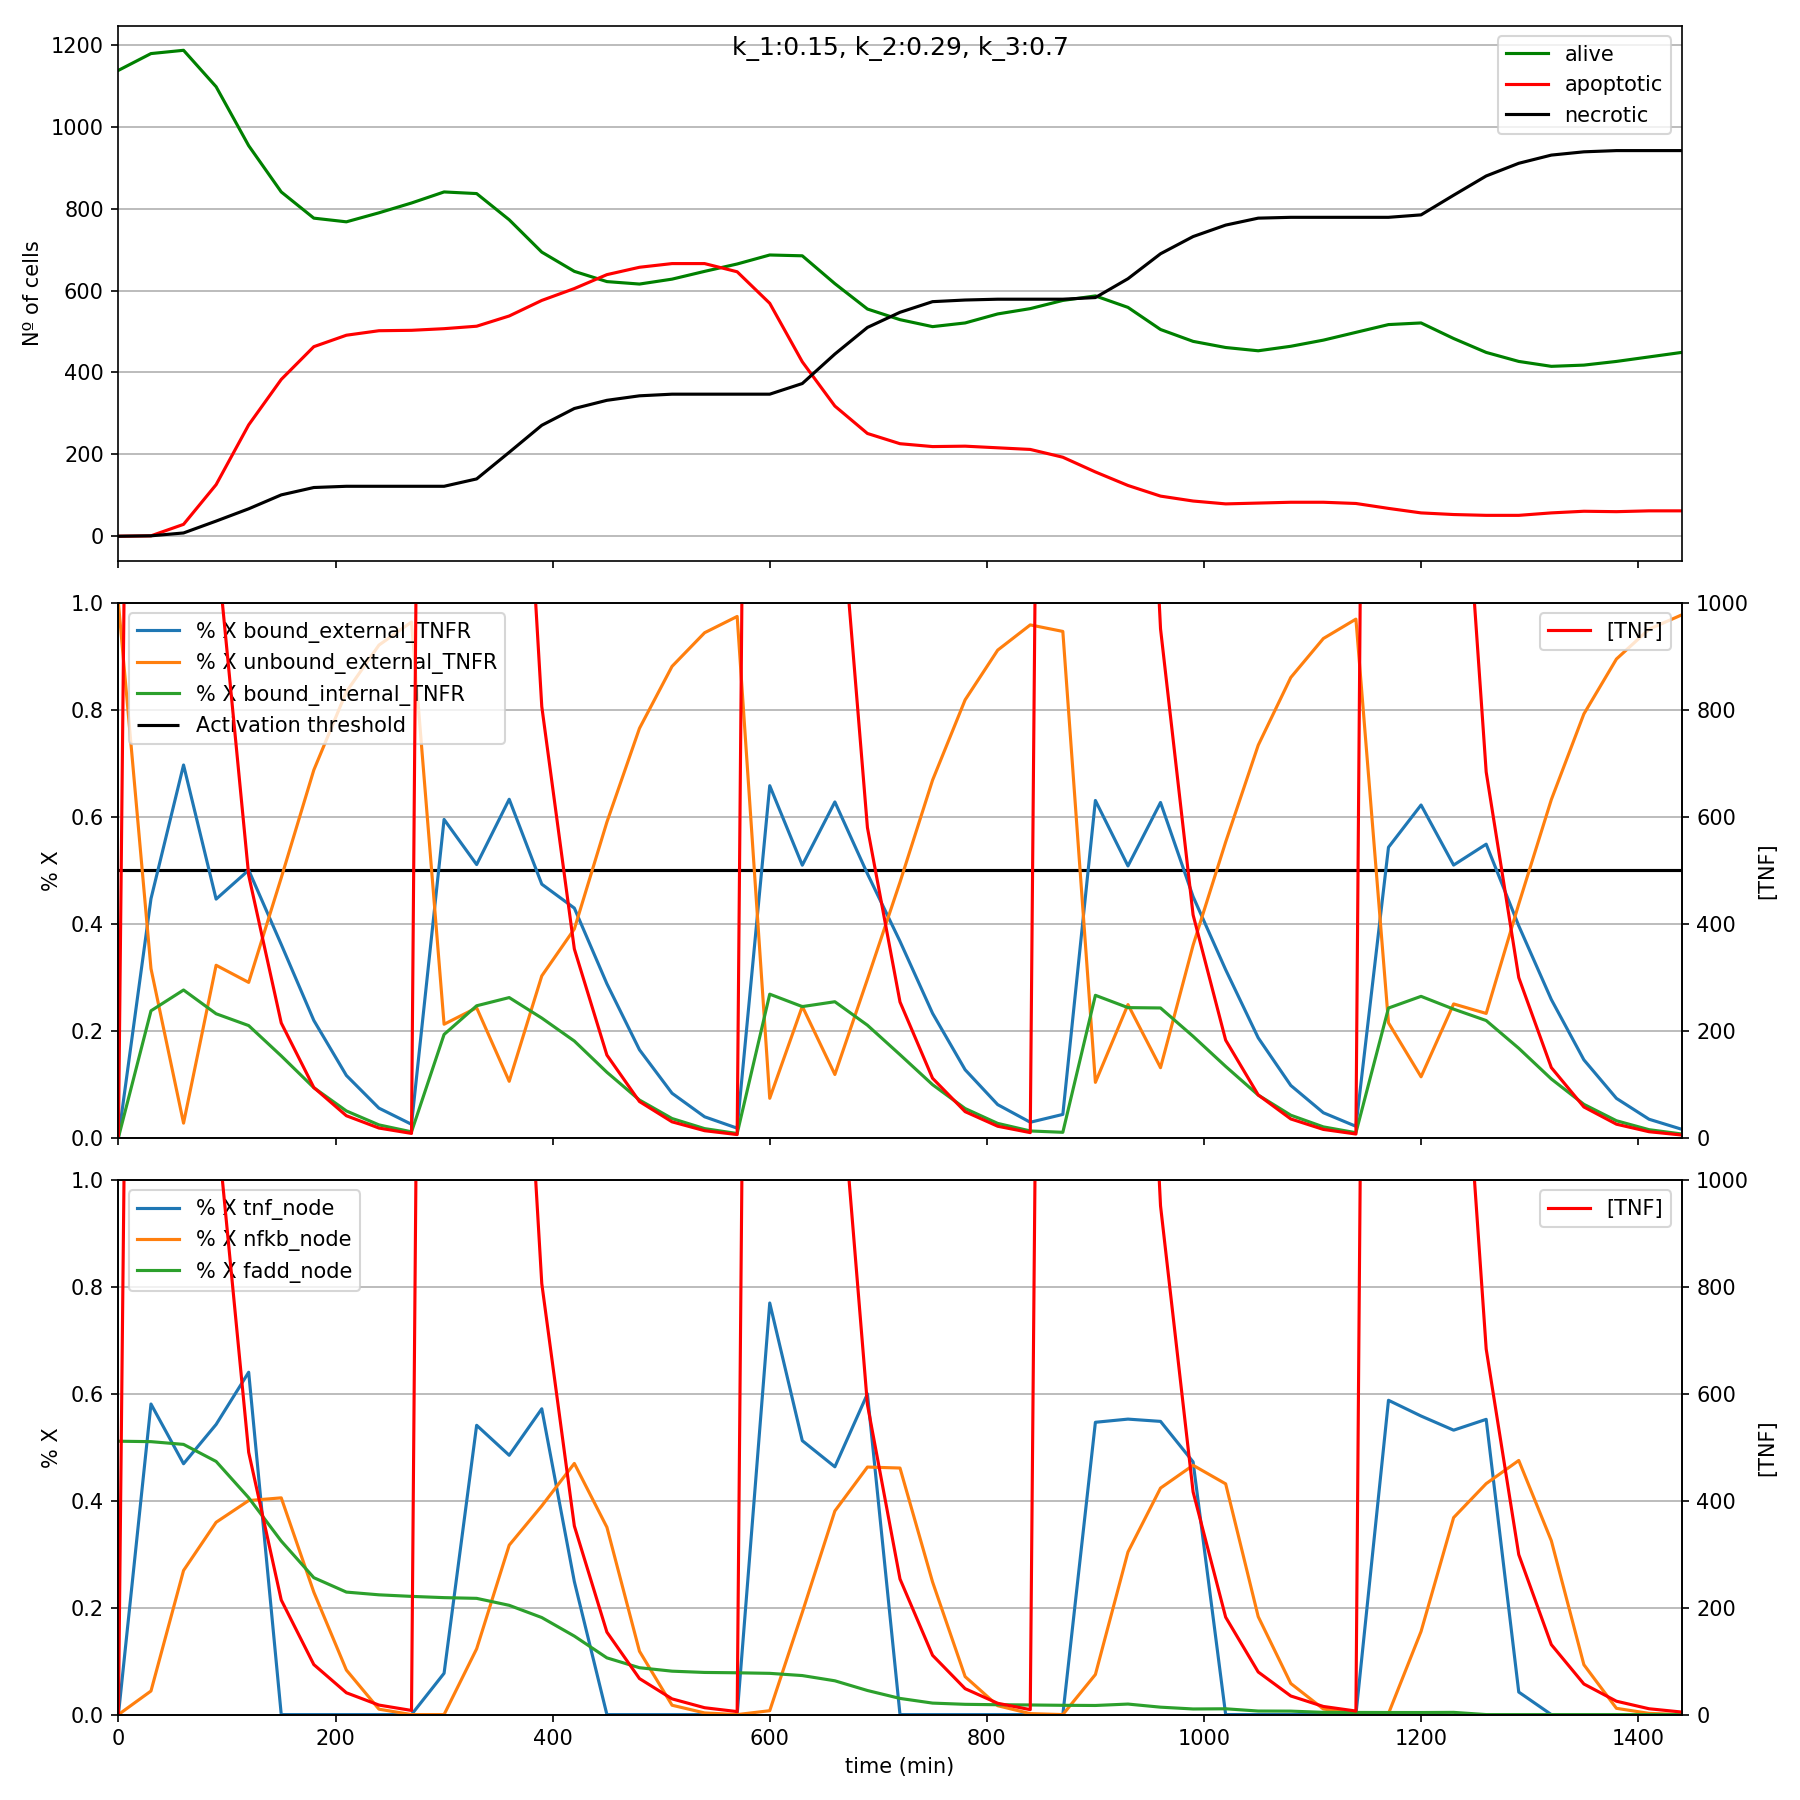 k_1:0.15, k_2:0.29, k_3:0.7
alive
apoptotic
necrotic
1200
1000
800
600
400
200
0
Nº of cells
% X bound_external_TNFR
% X unbound_external_TNFR
% X bound_internal_TNFR
Activation threshold
[TNF]
1.0
0.8
0.6
0.4
0.2
0.0
% X
1000
800
600
400
200
0
[TNF]
% X tnf_node
% X nfkb_node
% X fadd_node
[TNF]
1.0
0.8
0.6
0.4
0.2
0.0
% X
1000
800
600
400
200
0
[TNF]
0 200 400 600 800 1000 1200 1400
time (min)